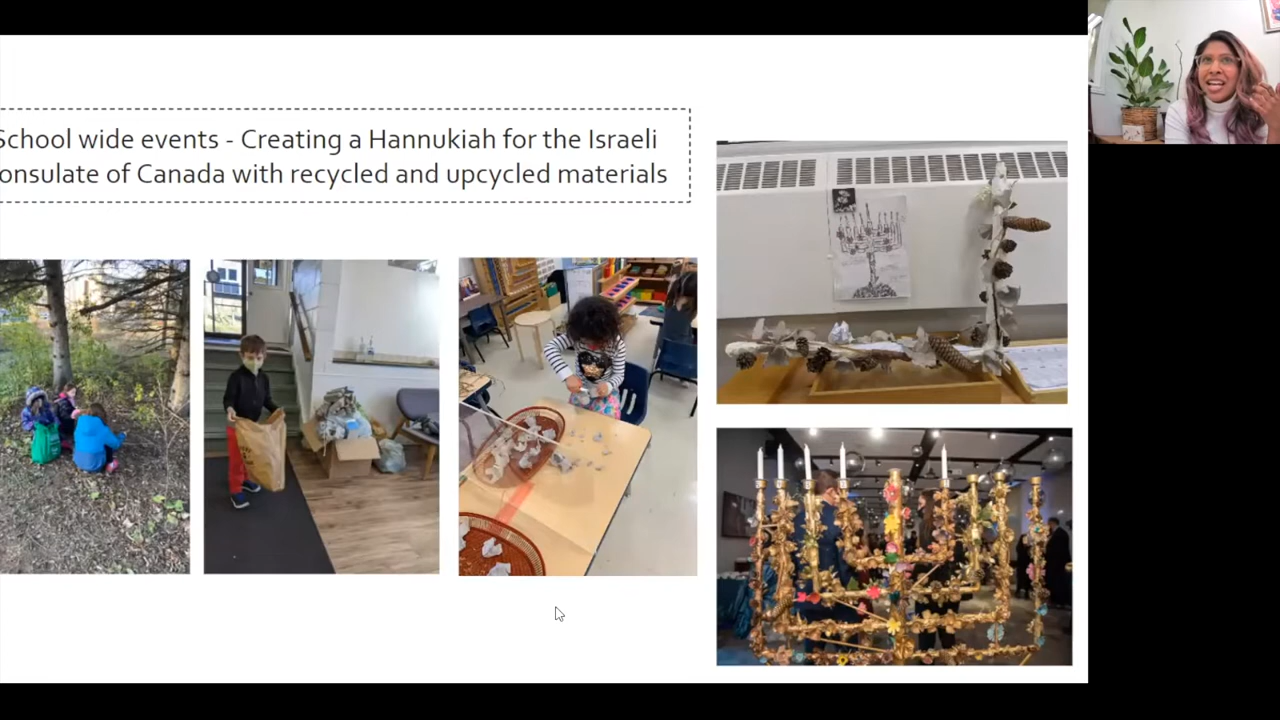 School wide events - Creating a Hannukiah for the Israeli
onsulate of Canada with recycled and upcycled materials